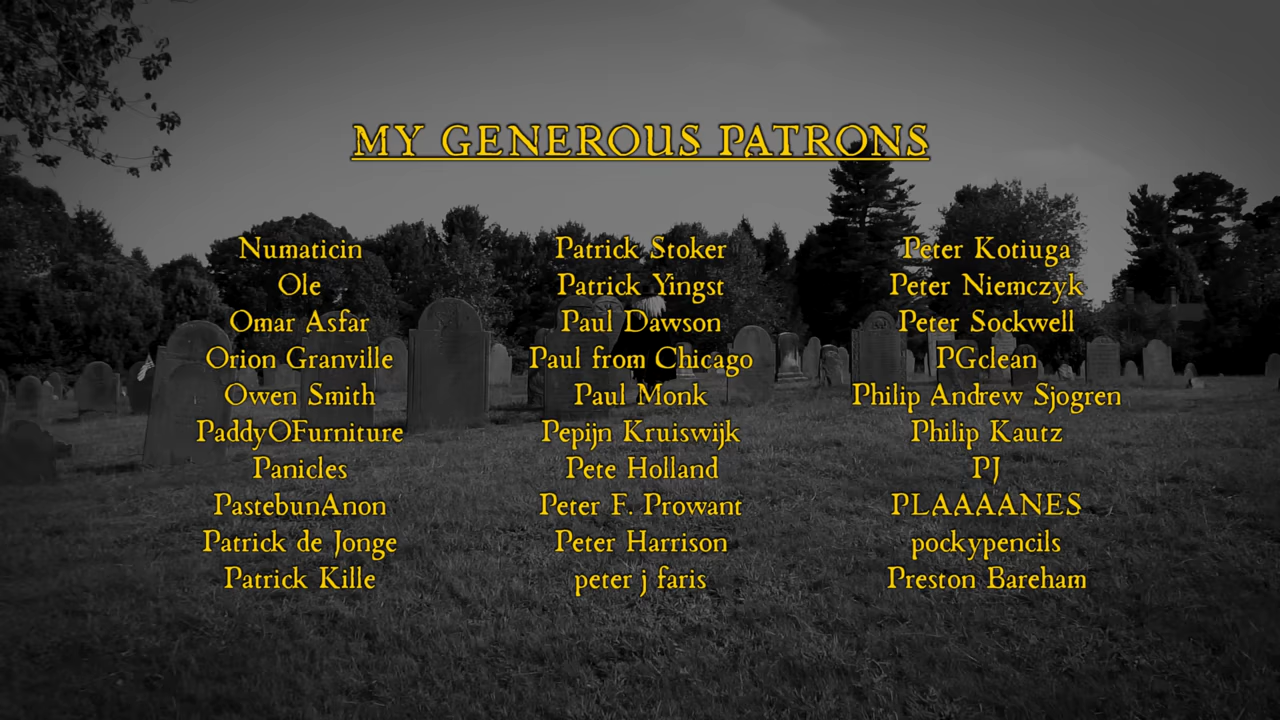 MY GENEROUS PATRONS
Numaticin
Ole
Omar Asfar
Orion Granville
Owen Smith
PaddyOFurniture
Panicles
PastebunAnon
Patrick de Jonge
Patrick Kille
Patrick Stoker
Patrick Yingst
Paul Dawson
Paul from Chicago
Paul Monk
Pepijn Kruiswijk
Pete Holland
Peter F. Prowant
Peter Harrison
peter j faris
Peter Kotiuga
Peter Niemczyk
Peter Sockwell
PGclean
Philip Andrew Sjogren
Philip Kautz
PJ
PLAAAANES
pockypencils
Preston Bareham